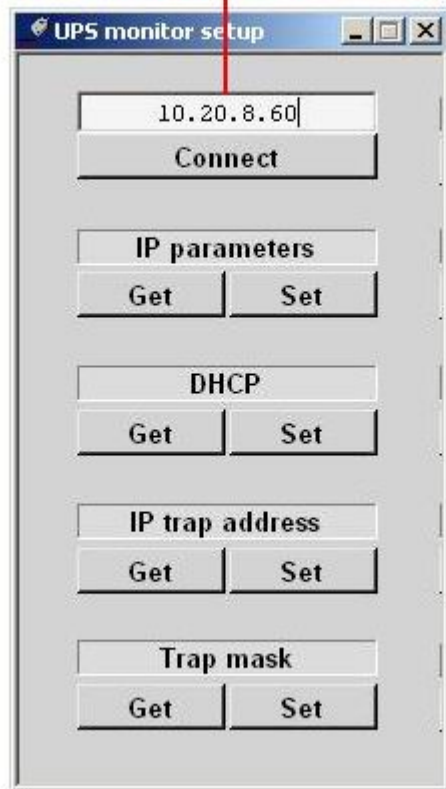 UPS monitor setup
10.20.8.60
Connect
IP parameters
Get Set
DHCP
Get Set
IP trap address
Get Set
Trap mask
Get Set